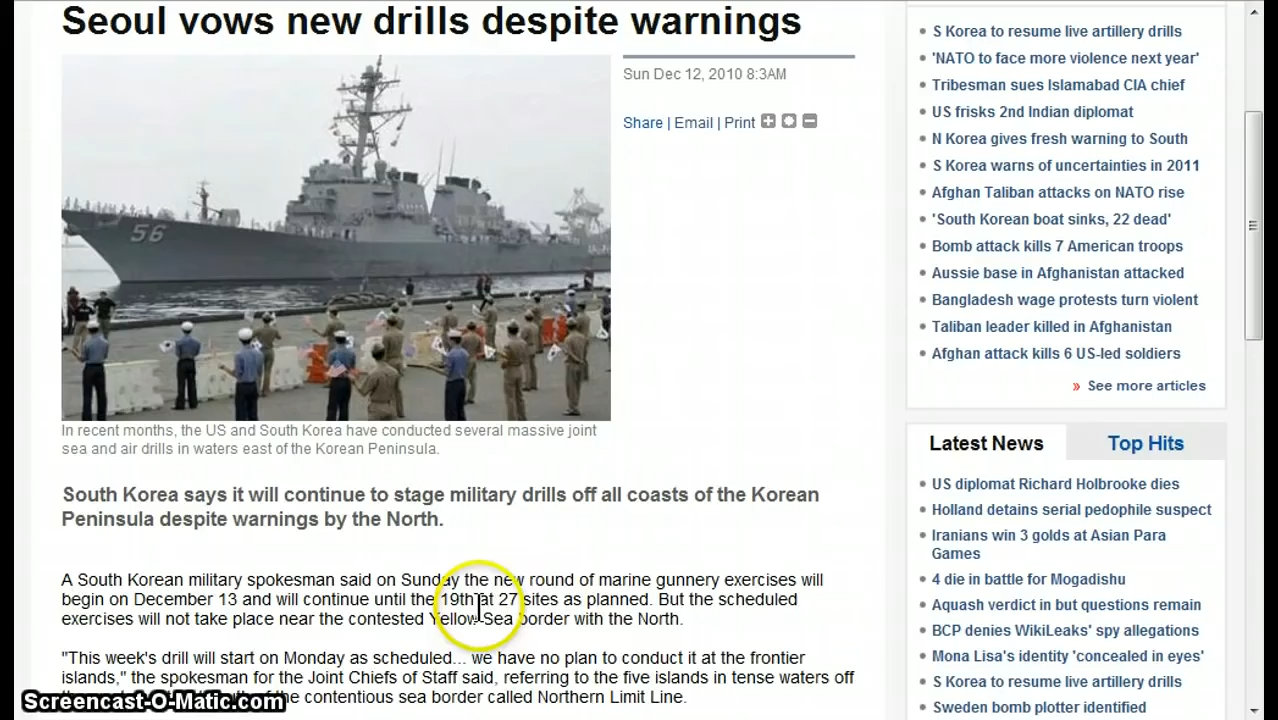 Seoul vows new drills despite warnings
56
Sun Dec 12, 2010 8:3AM
Share | Email | Print
In recent months, the US and South Korea have conducted several massive joint
sea and air drills in waters east of the Korean Peninsula.
South Korea says it will continue to stage military drills off all coasts of the Korean
Peninsula despite warnings by the North.
A South Korean military spokesman said on Sunday the new round of marine gunnery exercises will
begin on December 13 and will continue until the 19th at 27 sites as planned. But the scheduled
exercises will not take place near the contested Yellow Sea border with the North.
"This week's drill will start on Monday as scheduled... we have no plan to conduct it at the frontier
islands," the spokesman for the Joint Chiefs of Staff said, referring to the five islands in tense waters off
the contentious sea border called Northern Limit Line.
Screencast-O-Matic.com
S Korea to resume live artillery drills
'NATO to face more violence next year'
Tribesman sues Islamabad CIA chief
US frisks 2nd Indian diplomat
N Korea gives fresh warning to South
S Korea warns of uncertainties in 2011
Afghan Taliban attacks on NATO rise
'South Korean boat sinks, 22 dead'
Bomb attack kills 7 American troops
Aussie base in Afghanistan attacked
Bangladesh wage protests turn violent
Taliban leader killed in Afghanistan
Afghan attack kills 6 US-led soldiers
» See more articles
Latest News Top Hits
US diplomat Richard Holbrooke dies
Holland detains serial pedophile suspect
Iranians win 3 golds at Asian Para
Games
4 die in battle for Mogadishu
Aquash verdict in but questions remain
BCP denies WikiLeaks' spy allegations
Mona Lisa's identity 'concealed in eyes'
S Korea to resume live artillery drills
Sweden bomb plotter identified